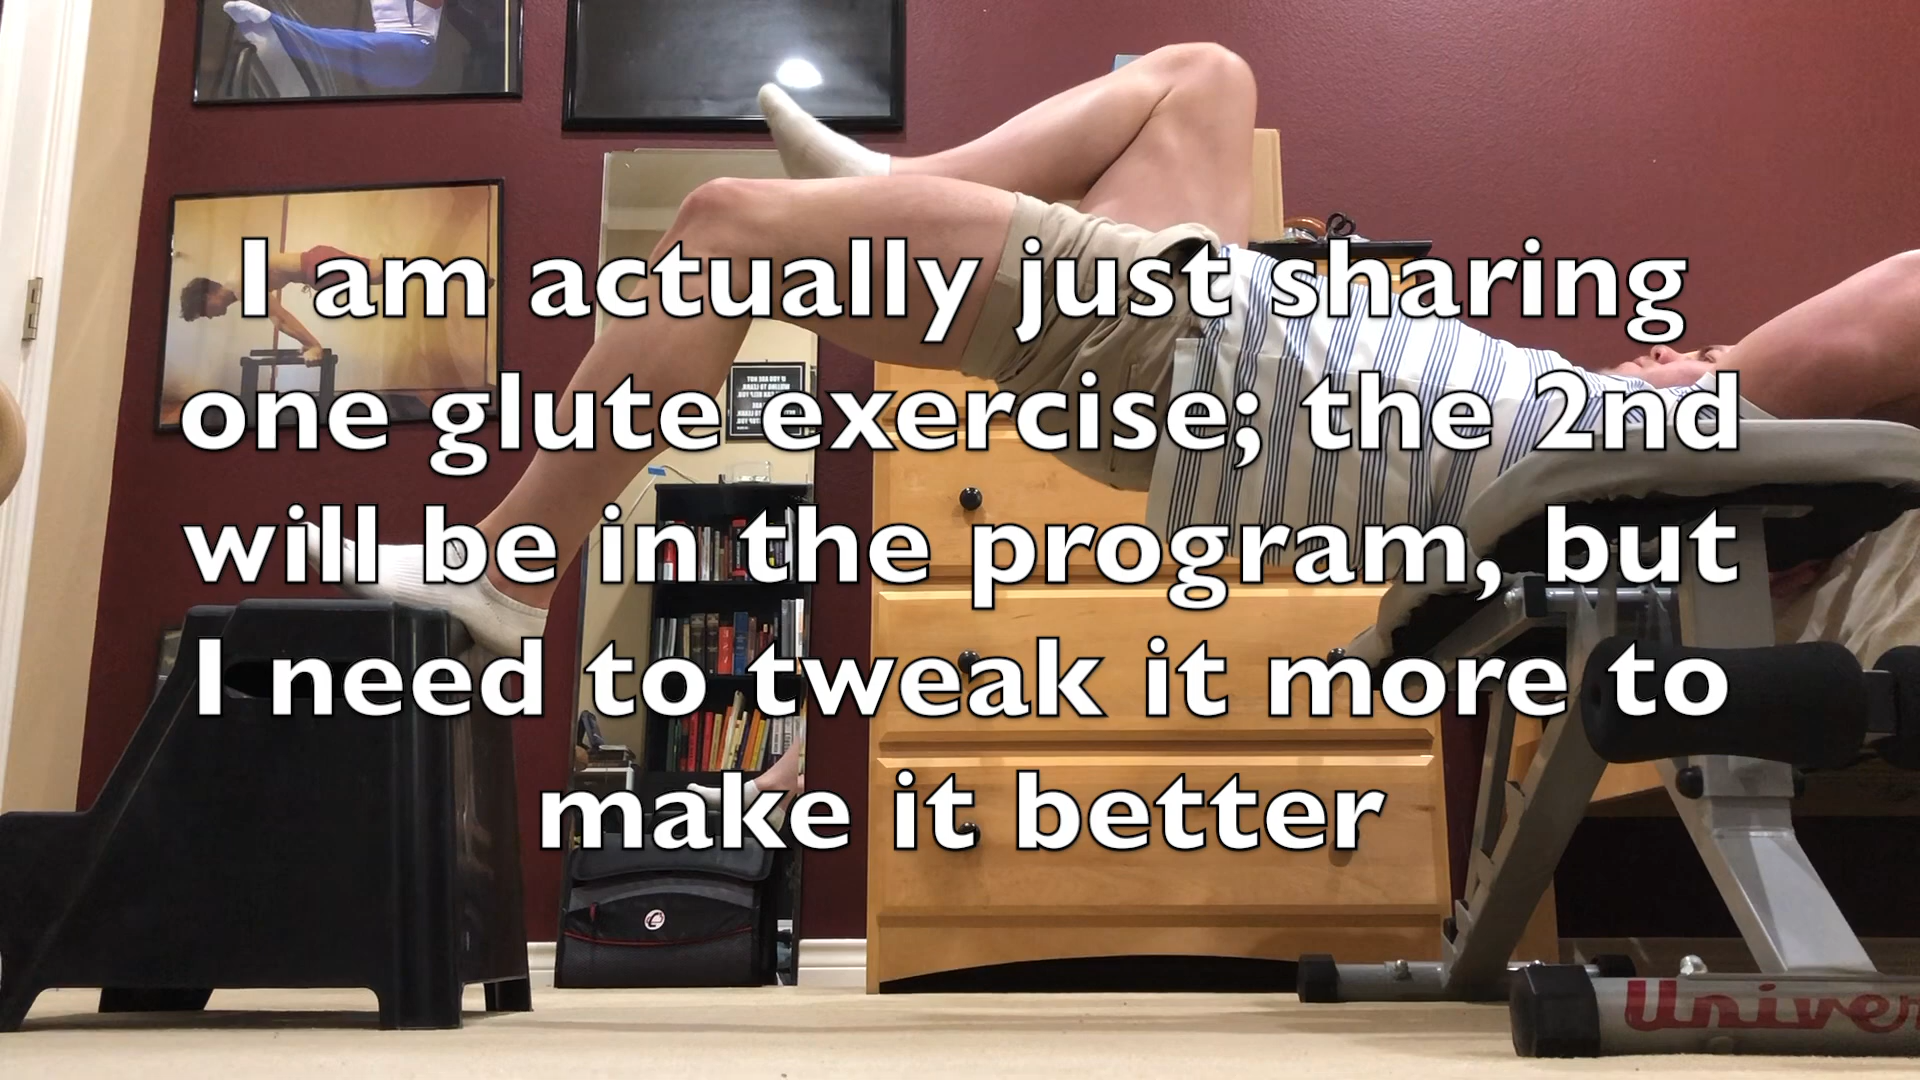 I am actually just sharing
one glute exercise; the 2nd
will be in the program, but
I need to tweak it more to
make it better